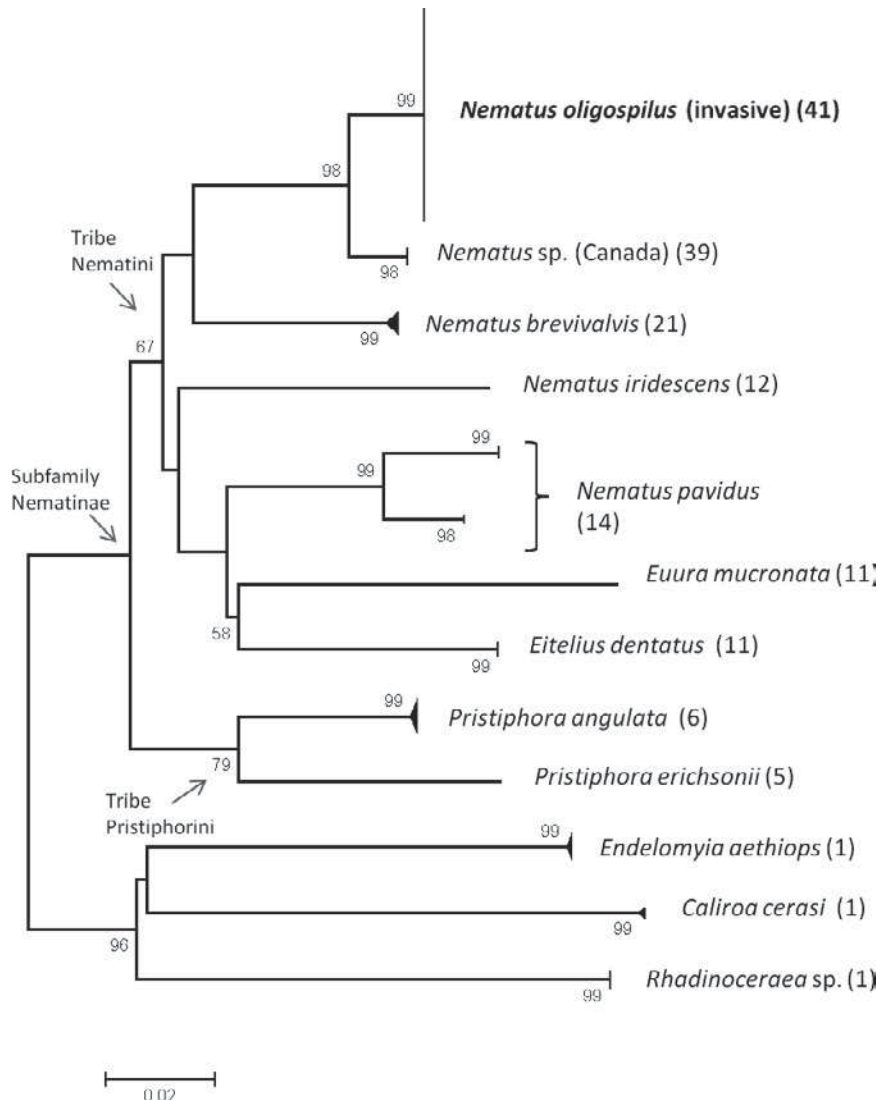 99
Nematus oligospilus (invasive) (41)
98
Tribe
Nematini
Nematus sp. (Canada) (39)
98
Nematus brevivalvis (21)
99
67
Nematus iridescens (12)
99
99
Subfamily
Nematinae
Nematus pavidus
(14)
98
Euura mucronata (11)
58
Eitelius dentatus (11)
99
99
Pristiphora angulata (6)
79
Pristiphora erichsonii (5)
Tribe
Pristiphorini
99
Endelomyia aethiops (1)
Caliroa cerasi (1)
99
96
Rhadinoceraea sp. (1)
99
0.02